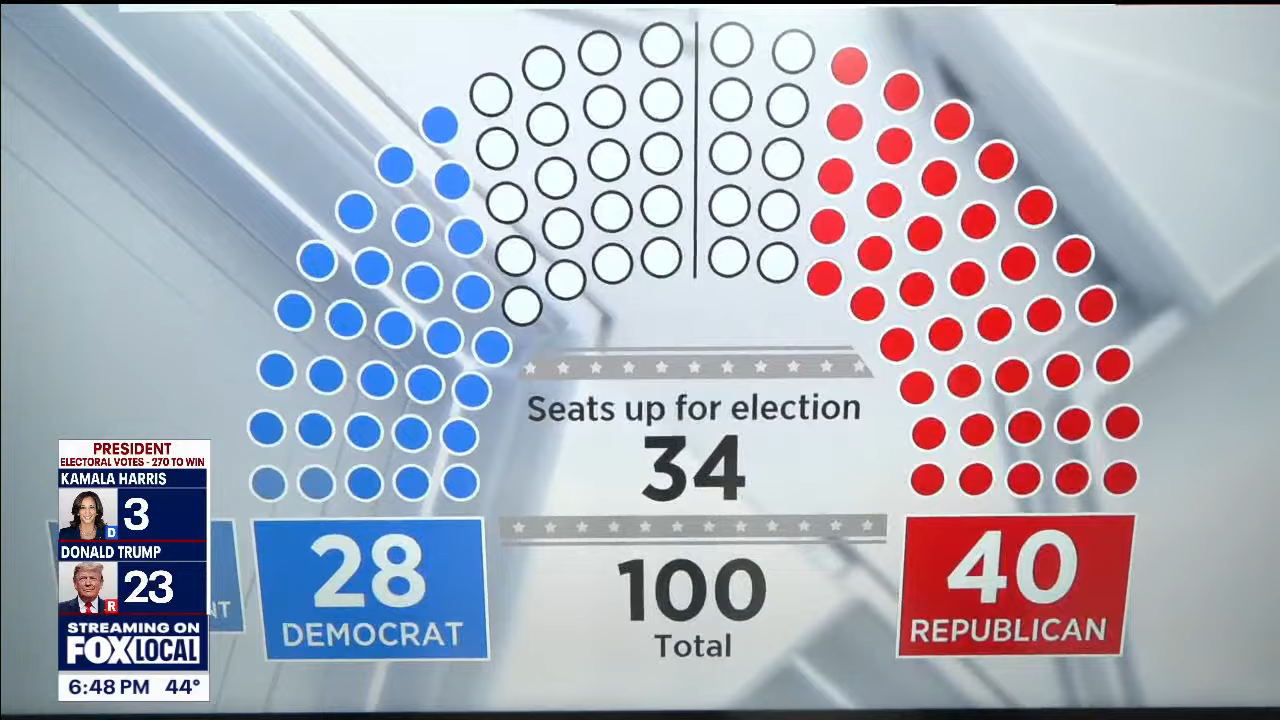 Seats up for election
34
100
Total
28
DEMOCRAT
40
REPUBLICAN
NT
PRESIDENT
ELECTORAL VOTES - 270 TO WIN
KAMALA HARRIS
3
D
DONALD TRUMP
23
R
STREAMING ON
FOX LOCAL
6:48 PM 44°